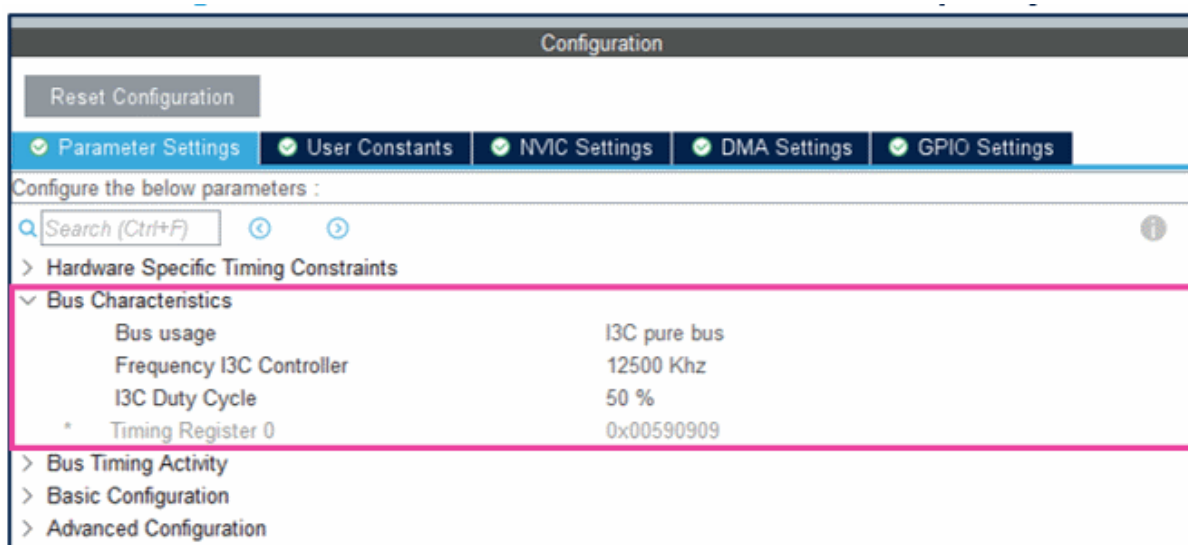 Configuration
Reset Configuration
Parameter Settings User Constants NVIC Settings DMA Settings GPIO Settings
Configure the below parameters :
Search (Ctrl+F)
> Hardware Specific Timing Constraints
Bus Characteristics
Bus usage I3C pure bus
Frequency I3C Controller 12500 Khz
I3C Duty Cycle 50 %
* Timing Register 0 0x00590909
> Bus Timing Activity
> Basic Configuration
> Advanced Configuration